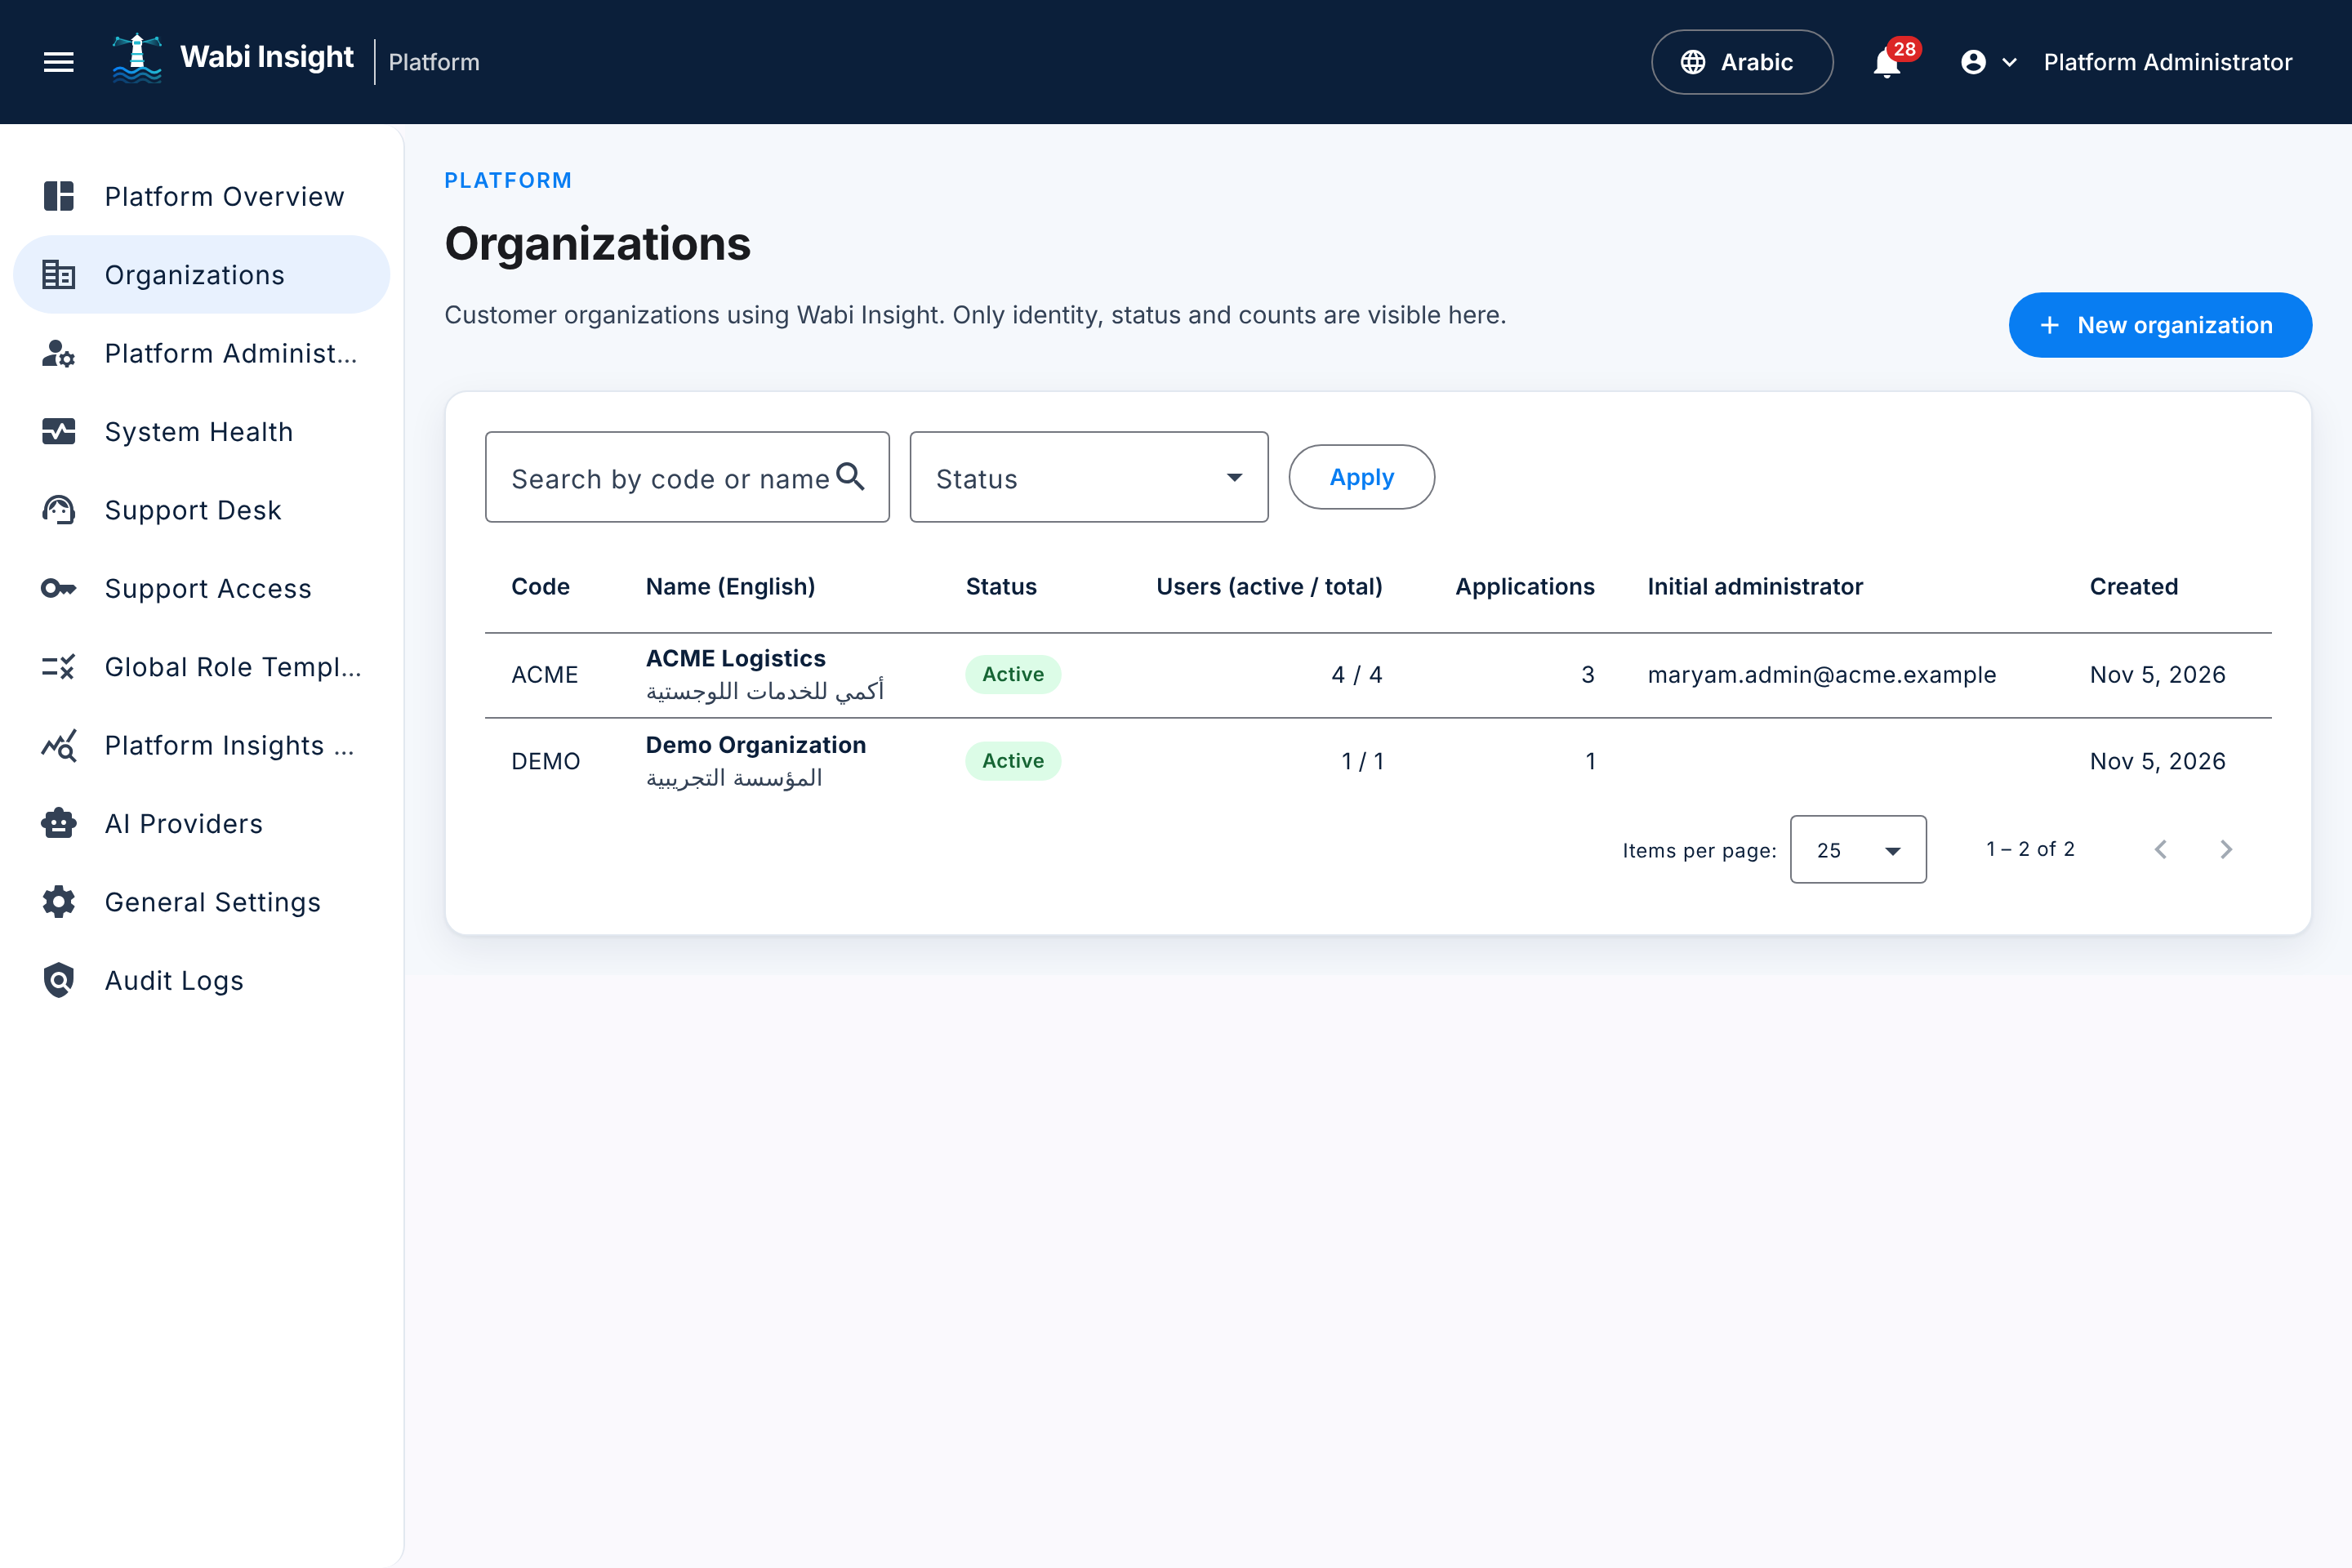 Wabi Insight
Platform
Arabic
28
Platform Administrator
Platform Overview
Organizations
Platform Administ...
System Health
Support Desk
Support Access
Global Role Templ...
Platform Insights ...
AI Providers
General Settings
Audit Logs
PLATFORM
Organizations
Customer organizations using Wabi Insight. Only identity, status and counts are visible here.
+ New organization
Search by code or name
Status
Apply
Code Name (English) Status Users (active / total) Applications Initial administrator Created
ACME ACME Logistics Active 4 / 4 3 maryam.admin@acme.example Nov 5, 2026
أكمي للخدمات اللوجستية
DEMO Demo Organization Active 1 / 1 1 Nov 5, 2026
المؤسسة التجريبية
Items per page: 25 1 – 2 of 2